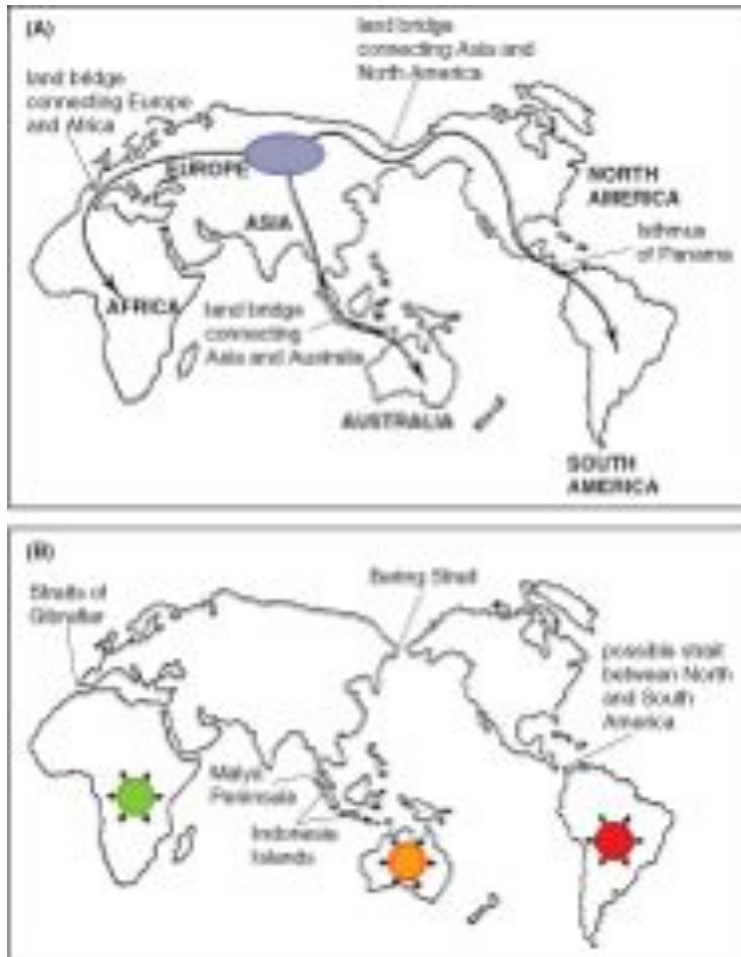 (A)
land bridge
connecting Asia and
North America
land bridge
connecting Europe
and Africa
EUROPE
NORTH
AMERICA
ASIA
Isthmus
of Panama
AFRICA
land bridge
connecting
Asia and Australia
AUSTRALIA
SOUTH
AMERICA
(B)
Bering Strait
Straits of
Gibraltar
possible strait
between North
and South
America
Malya
Peninsula
Indonesia
Islands